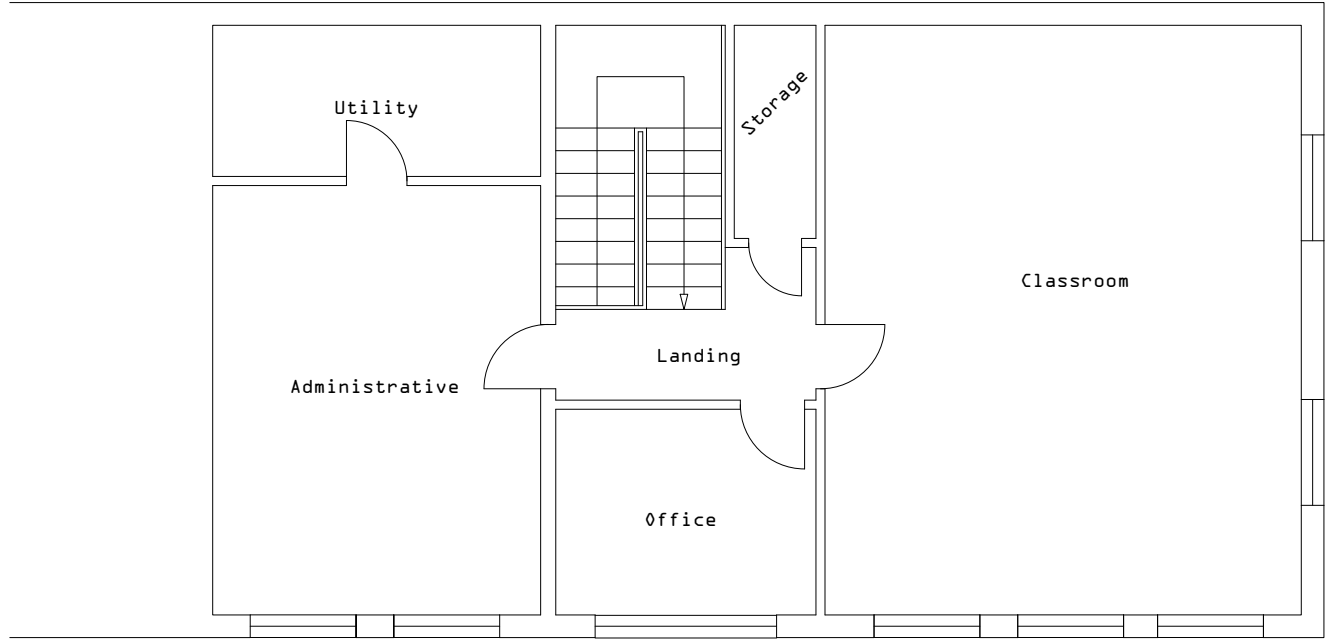 Utility
Storage
Classroom
Landing
Administrative
Office